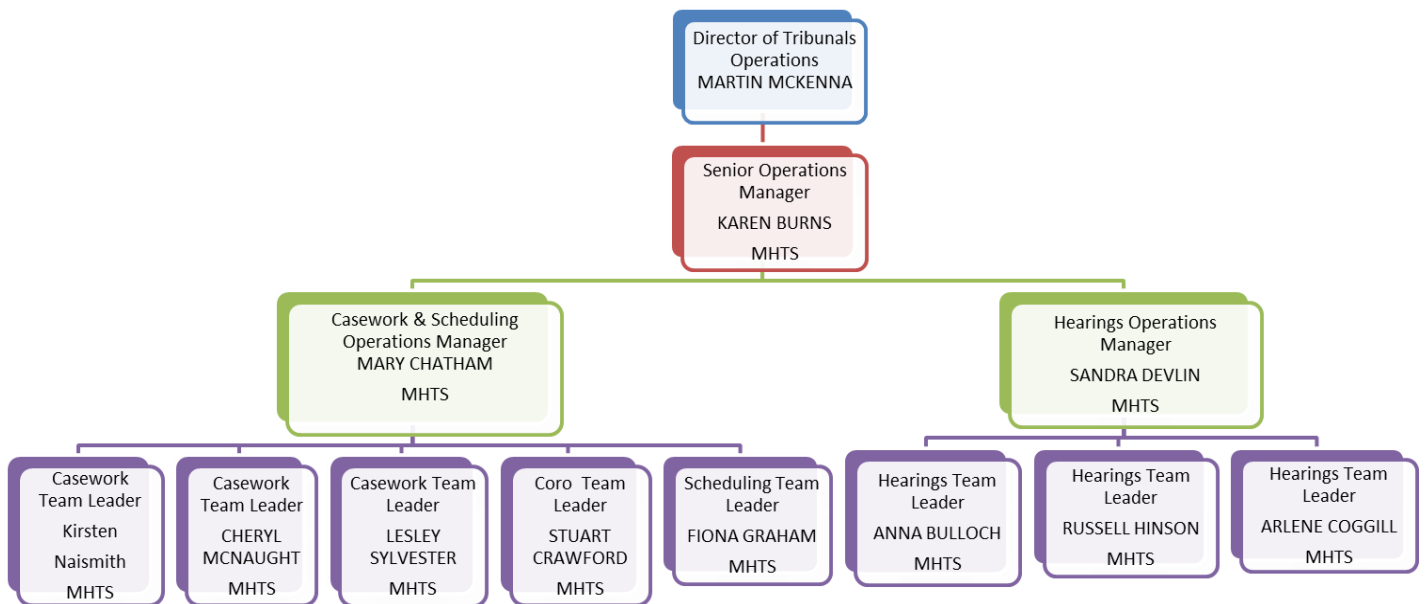 Director of Tribunals
Operations
MARTIN MCKENNA
Senior Operations
Manager
KAREN BURNS
MHTS
Casework & Scheduling
Operations Manager
MARY CHATHAM
MHTS
Hearings Operations
Manager
SANDRA DEVLIN
MHTS
Casework
Team Leader
Kirsten
Naismith
MHTS
Casework
Team Leader
CHERYL
MCNAUGHT
MHTS
Casework Team
Leader
LESLEY
SYLVESTER
MHTS
Coro Team
Leader
STUART
CRAWFORD
MHTS
Scheduling Team
Leader
FIONA GRAHAM
MHTS
Hearings Team
Leader
ANNA BULLOCH
MHTS
Hearings Team
Leader
RUSSELL HINSON
MHTS
Hearings Team
Leader
ARLENE COGGILL
MHTS